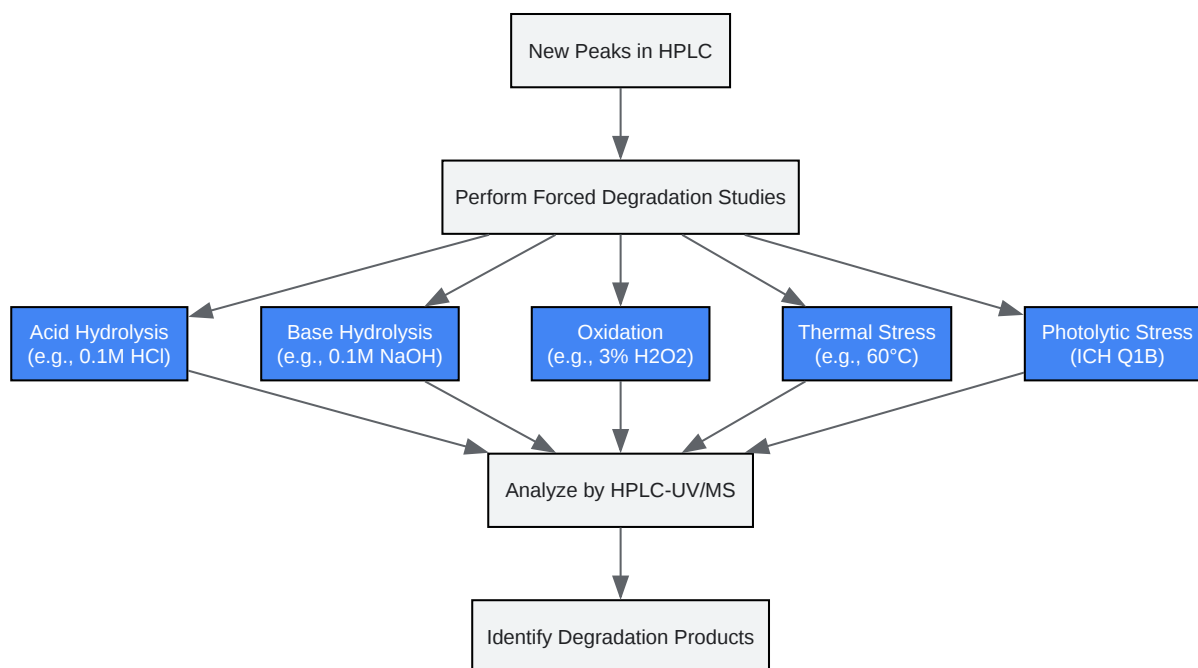 New Peaks in HPLC
Perform Forced Degradation Studies
Acid Hydrolysis
(e.g., 0.1M HCl)
Base Hydrolysis
(e.g., 0.1M NaOH)
Oxidation
(e.g., 3% H2O2)
Thermal Stress
(e.g., 60°C)
Photolytic Stress
(ICH Q1B)
Analyze by HPLC-UV/MS
Identify Degradation Products